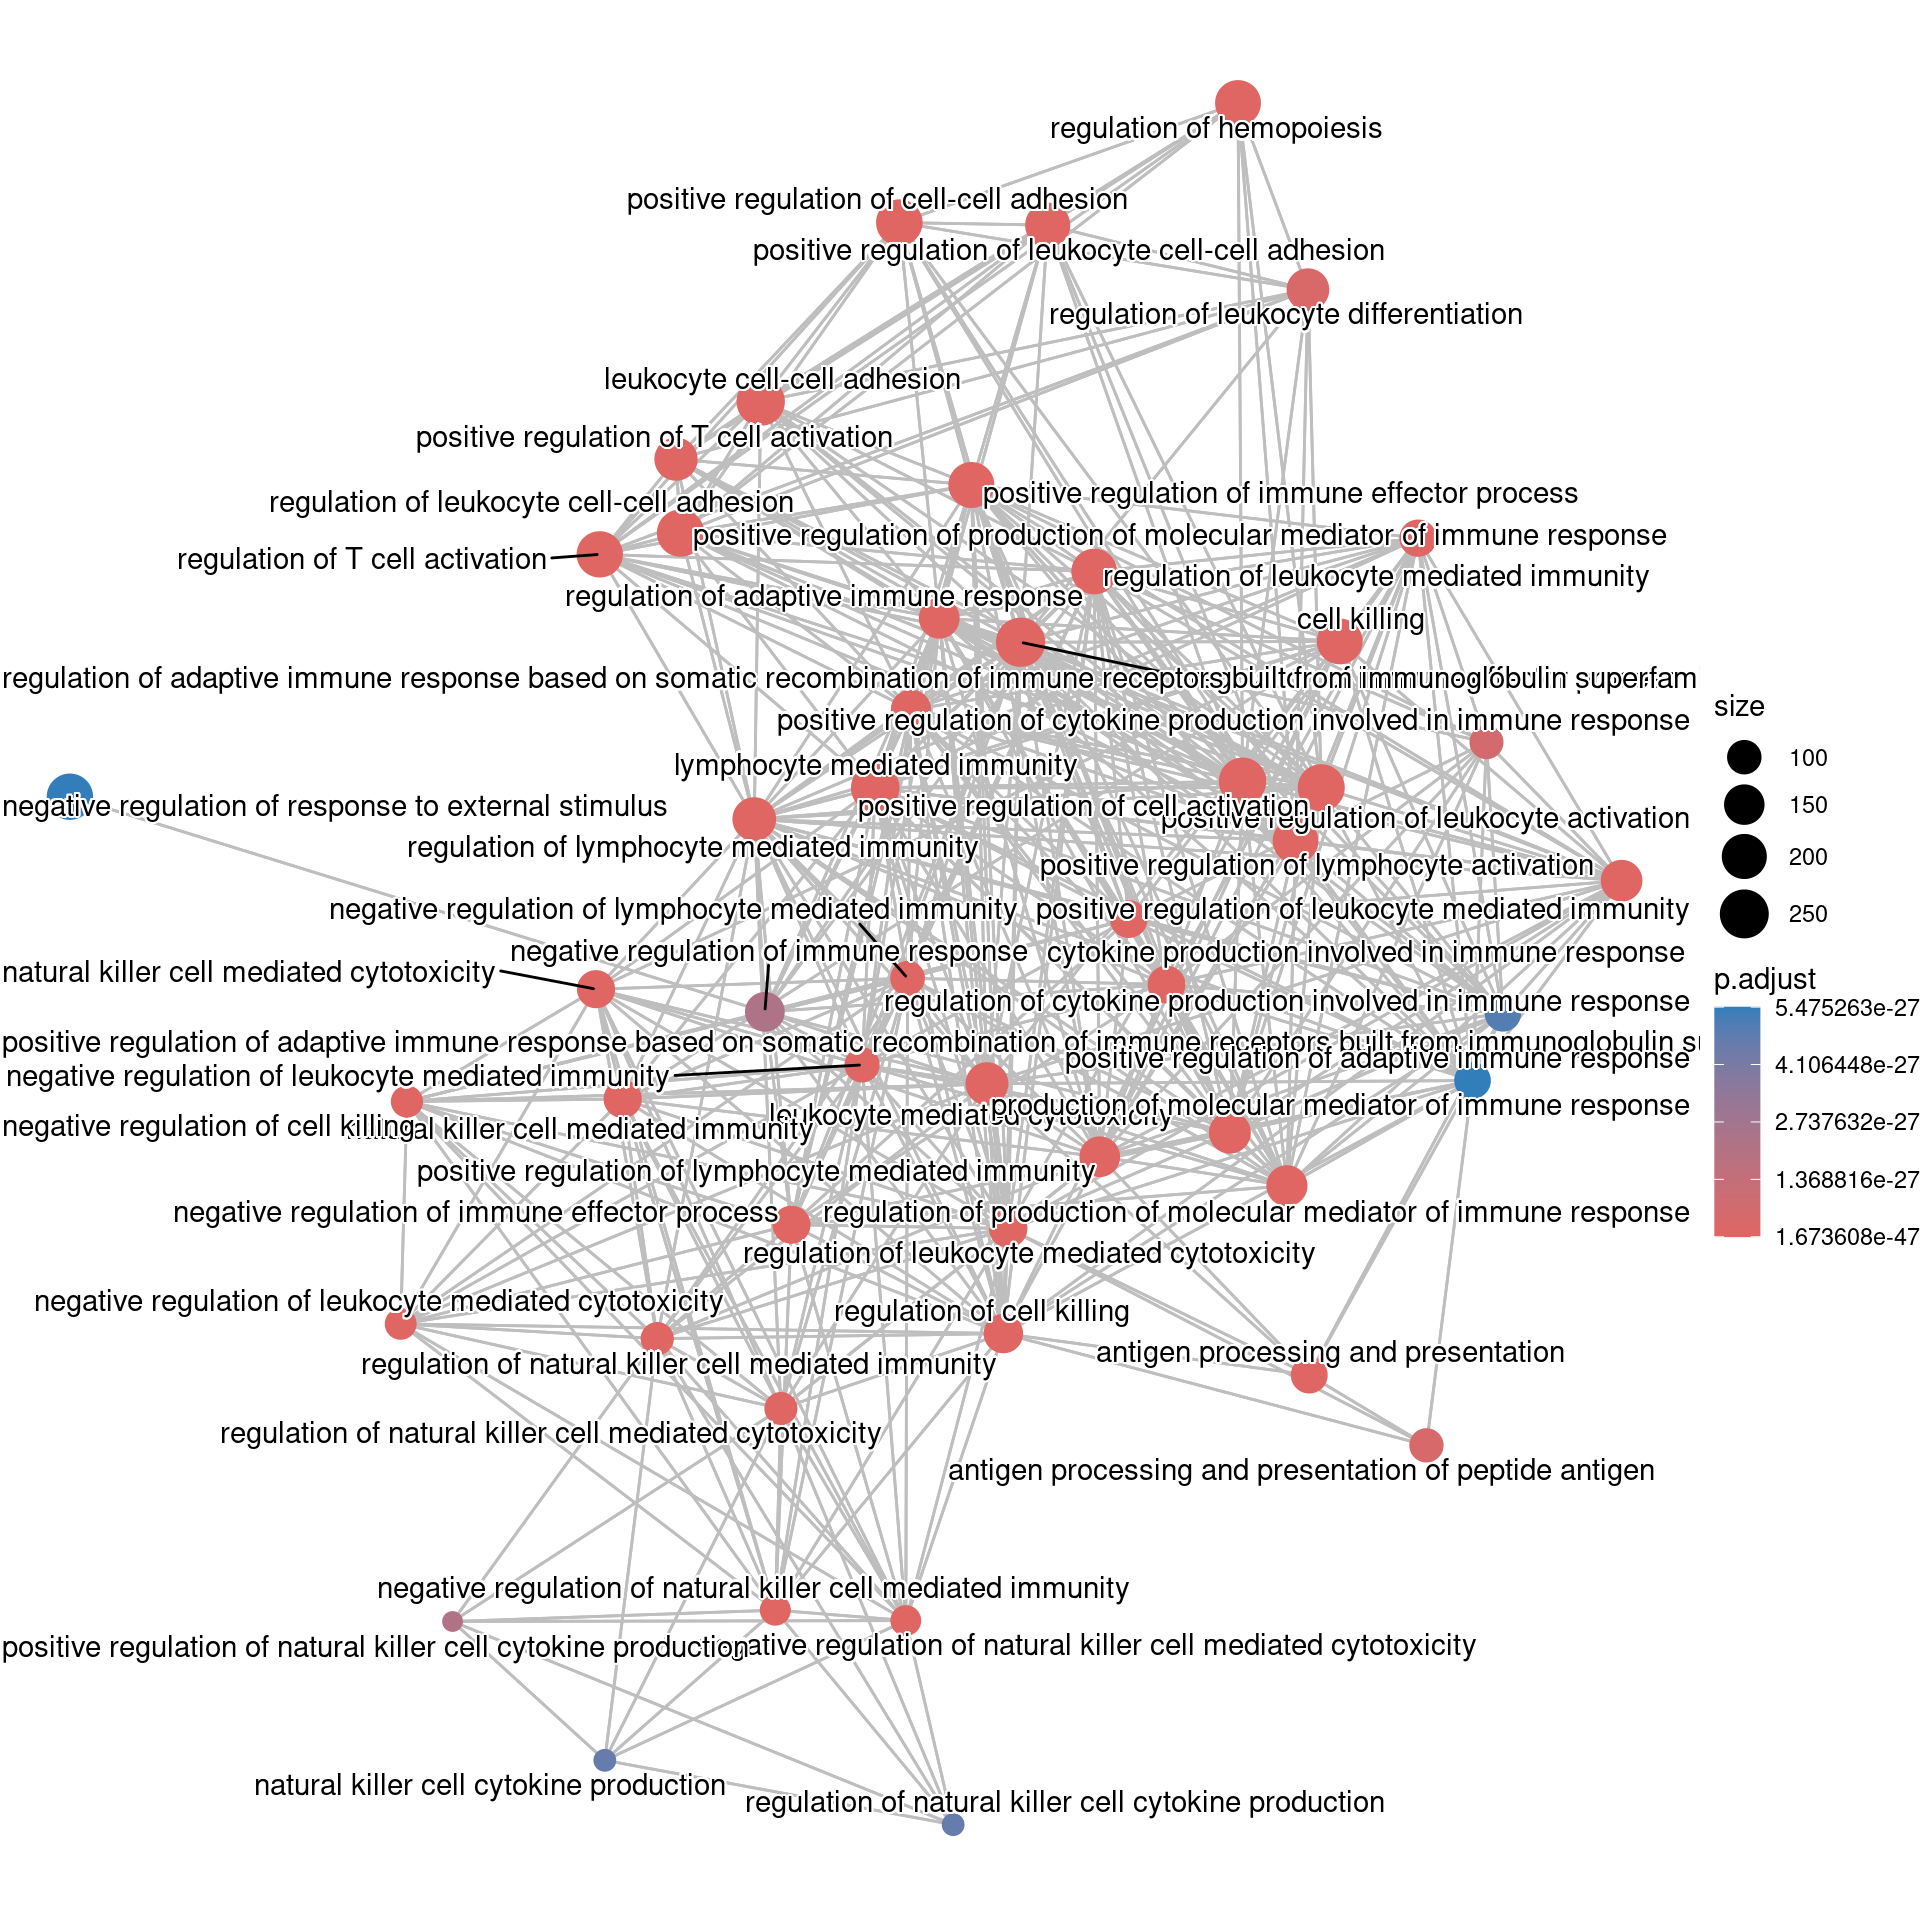 regulation of hemopoiesis
positive regulation of cell-cell adhesion
positive regulation of leukocyte cell-cell adhesion
regulation of leukocyte differentiation
leukocyte cell-cell adhesion
positive regulation of T cell activation
positive regulation of immune effector process
regulation of leukocyte cell-cell adhesion
positive regulation of production of molecular mediator of immune response
regulation of T cell activation
regulation of leukocyte mediated immunity
regulation of adaptive immune response
cell killing
regulation of adaptive immune response based on somatic recombination of immune receptors built from immunoglobulin superfam
size
positive regulation of cytokine production involved in immune response
100
lymphocyte mediated immunity
150
negative regulation of response to external stimulus
positive regulation of cell activation
positive regulation of leukocyte activation
regulation of lymphocyte mediated immunity
200
positive regulation of lymphocyte activation
negative regulation of lymphocyte mediated immunity
positive regulation of leukocyte mediated immunity
250
negative regulation of immune response
cytokine production involved in immune response
natural killer cell mediated cytotoxicity
p.adjust
regulation of cytokine production involved in immune response
5.475263e-27
positive regulation of adaptive immune response based on somatic recombination of immune receptors built from immunoglobulin
positive regulation of adaptive immune response
4.106448e-27
negative regulation of leukocyte mediated immunity
leukocyte mediated cytotoxicity
production of molecular mediator of immune response
2.737632e-27
negative regulation of cell killing
killer cell mediated immunity
positive regulation of lymphocyte mediated immunity
1.368816e-27
negative regulation of immune effector process
regulation of production of molecular mediator of immune response
1.673608e-47
regulation of leukocyte mediated cytotoxicity
negative regulation of leukocyte mediated cytotoxicity
regulation of cell killing
antigen processing and presentation
regulation of natural killer cell mediated immunity
regulation of natural killer cell mediated cytotoxicity
antigen processing and presentation of peptide antigen
negative regulation of natural killer cell mediated immunity
positive regulation of natural killer cell cytokine production
regulation of natural killer cell mediated cytotoxicity
natural killer cell cytokine production
regulation of natural killer cell cytokine production